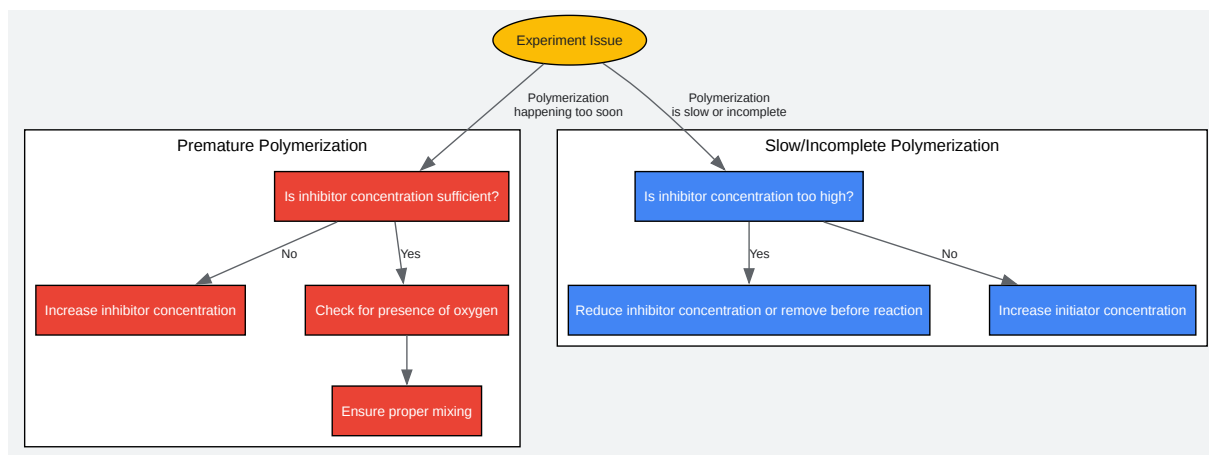 Experiment Issue
Polymerization
happening too soon
Polymerization
is slow or incomplete
Premature Polymerization
Slow/Incomplete Polymerization
Is inhibitor concentration sufficient?
Is inhibitor concentration too high?
No
Yes
Yes
No
Increase inhibitor concentration
Check for presence of oxygen
Reduce inhibitor concentration or remove before reaction
Increase initiator concentration
Ensure proper mixing